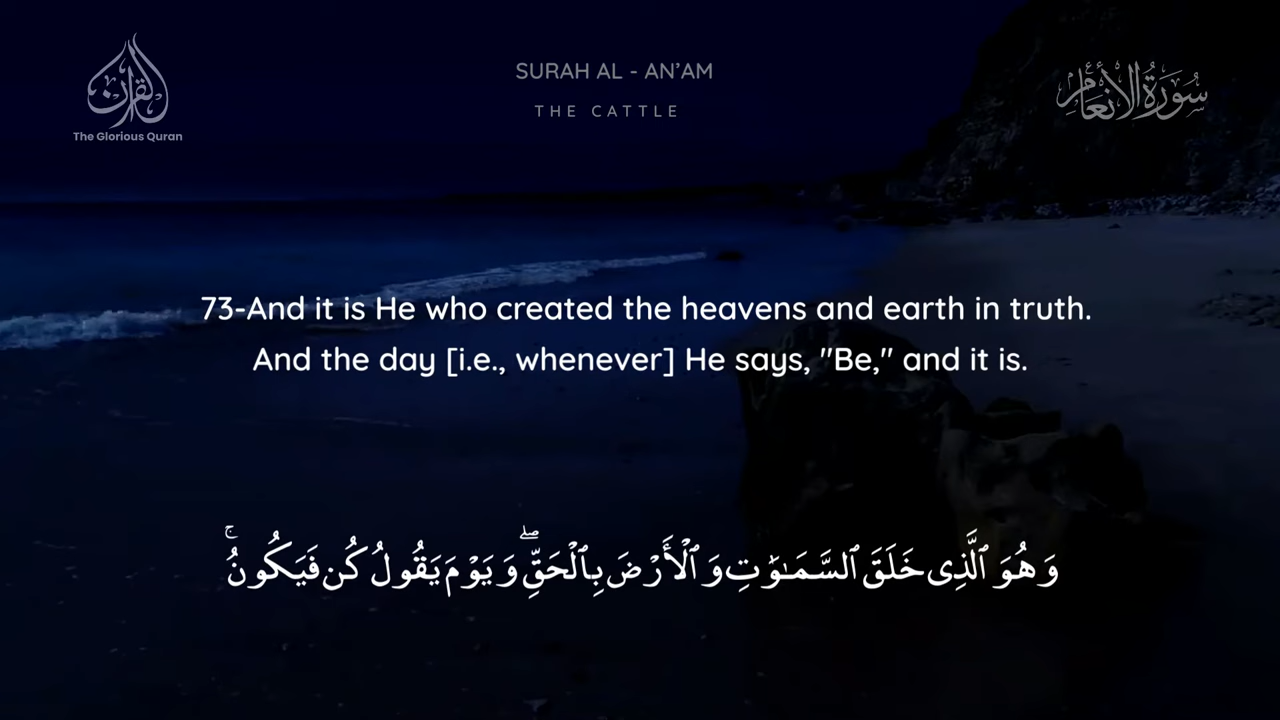 القرآن
The Glorious Quran
SURAH AL - AN’AM
THE CATTLE
سُورَةُ الأَنْعَامِ
73-And it is He who created the heavens and earth in truth.
And the day [i.e., whenever] He says, "Be," and it is.
وَهُوَ ٱلَّذِى خَلَقَ ٱلسَّمَـٰوَٰتِ وَٱلْأَرْضَ بِٱلْحَقِّ ۖ وَيَوْمَ يَقُولُ كُن فَيَكُونُ ۚ